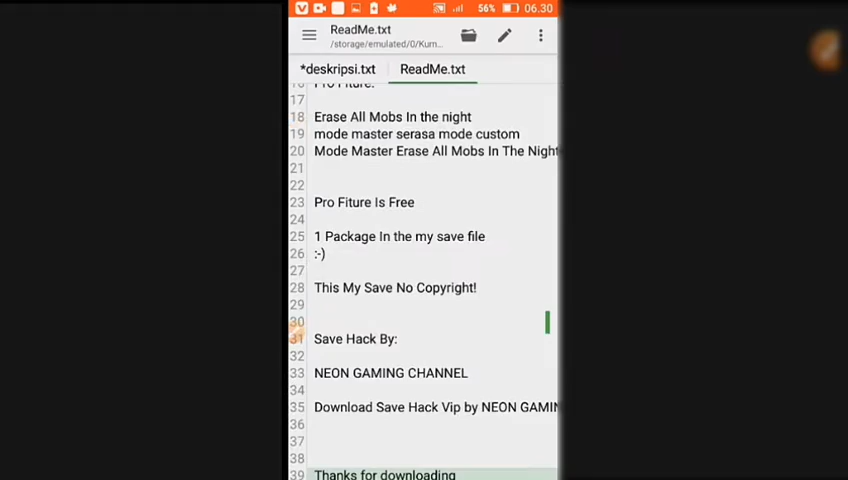 56% 06.30
ReadMe.txt
/storage/emulated/0/Kum...
*deskripsi.txt ReadMe.txt
16 Pro Fiture:
17
18 Erase All Mobs In the night
19 mode master serasa mode custom
20 Mode Master Erase All Mobs In The Night
21
22
23 Pro Fiture Is Free
24
25 1 Package In the my save file
26 :-)
27
28 This My Save No Copyright!
29
30
31 Save Hack By:
32
33 NEON GAMING CHANNEL
34
35 Download Save Hack Vip by NEON GAMIN
36
37
38
39 Thanks for downloading